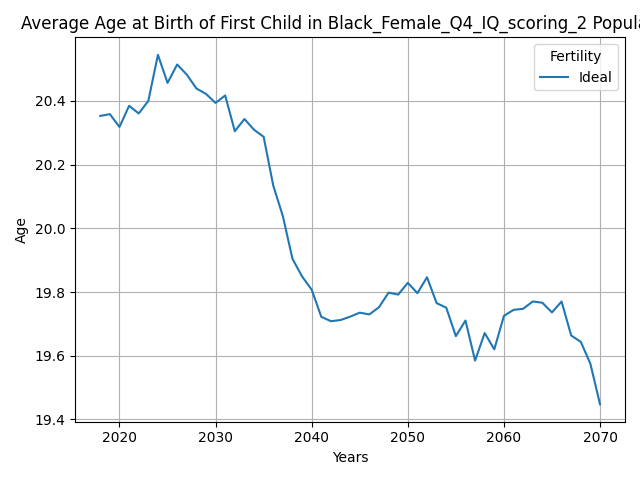 Average Age at Birth of First Child in Black_Female_Q4_IQ_scoring_2 Popula
Fertility
Ideal
Age
20.4
20.2
20.0
19.8
19.6
19.4
2020 2030 2040 2050 2060 2070
Years